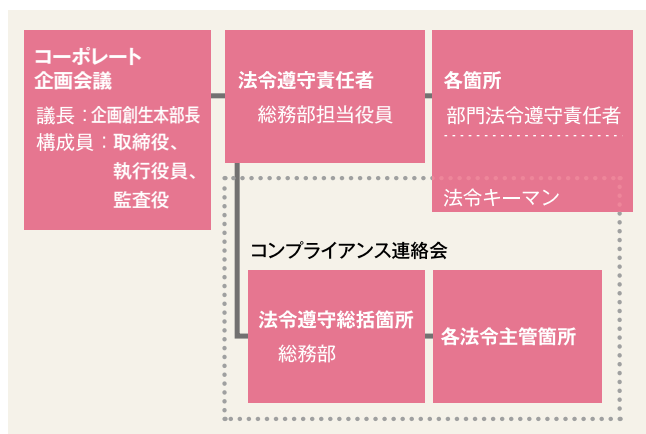 コーポレート
企画会議
議長：企画創生本部長
構成員：取締役、
執行役員、
監査役
法令遵守責任者
総務部担当役員
各箇所
部門法令遵守責任者
法令キーマン
コンプライアンス連絡会
法令遵守総括箇所
総務部
各法令主管箇所